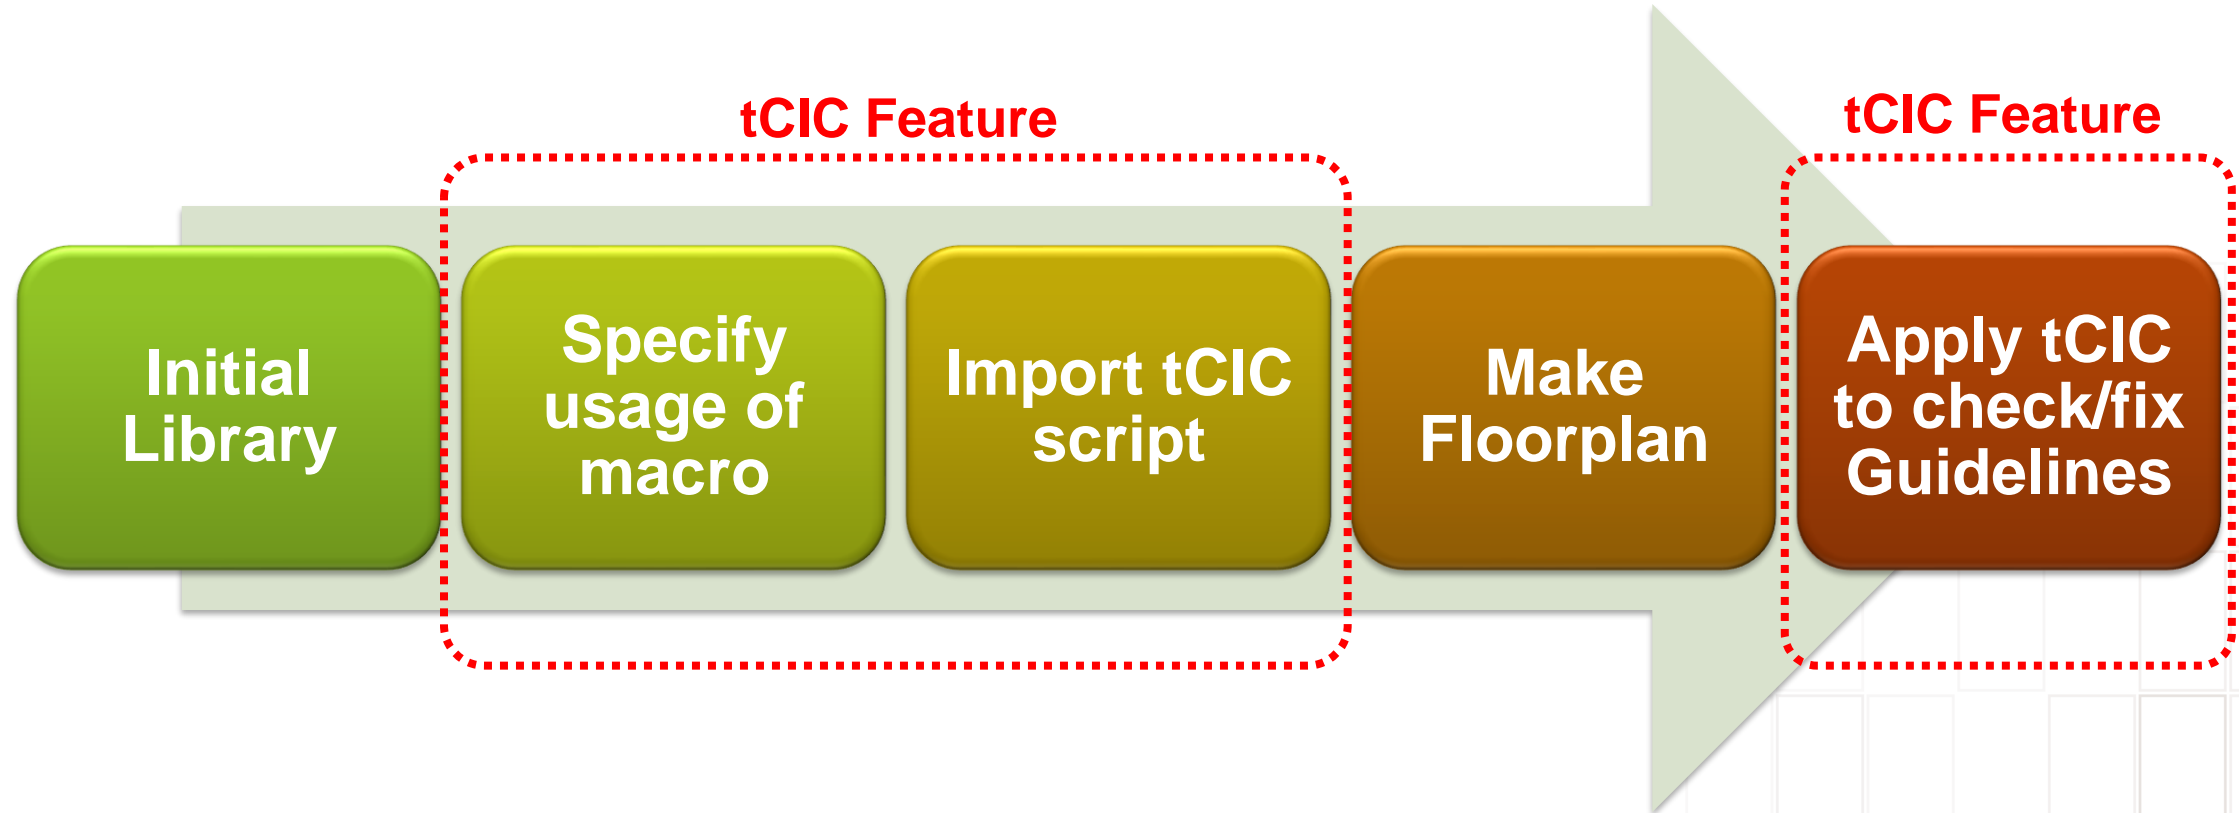 tCIC Feature
tCIC Feature
Initial
Library
Specify
usage of
macro
Import tCIC
script
Make
Floorplan
Apply tCIC
to check/fix
Guidelines